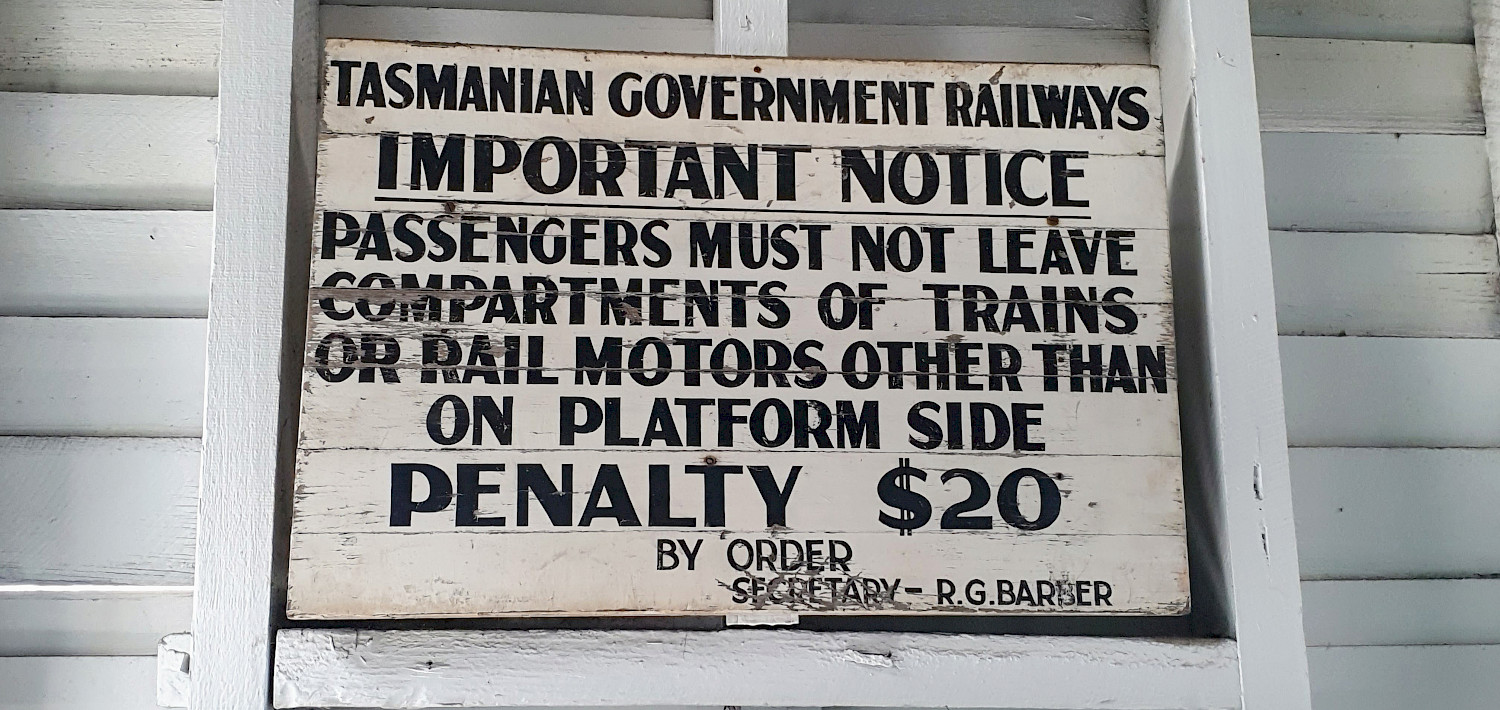 TASMANIAN GOVERNMENT RAILWAYS
IMPORTANT NOTICE
PASSENGERS MUST NOT LEAVE
COMPARTMENTS OF TRAINS
OR RAIL MOTORS OTHER THAN
ON PLATFORM SIDE
PENALTY $20
BY ORDER
SECRETARY - R.G.BARBER